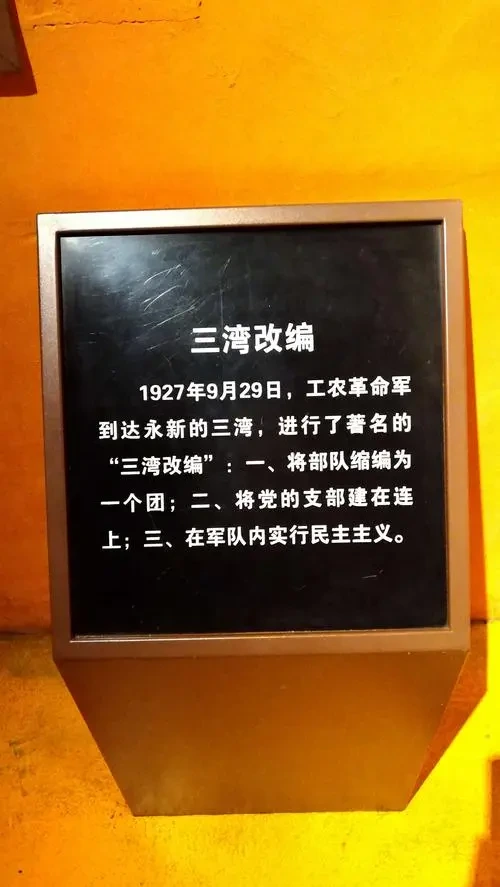 三湾改编
1927年9月29日，工农革命军
到达永新的三湾，进行了著名的
“三湾改编”：一、将部队缩编为
一个团；二、将党的支部建在连
上；三、在军队内实行民主主义。